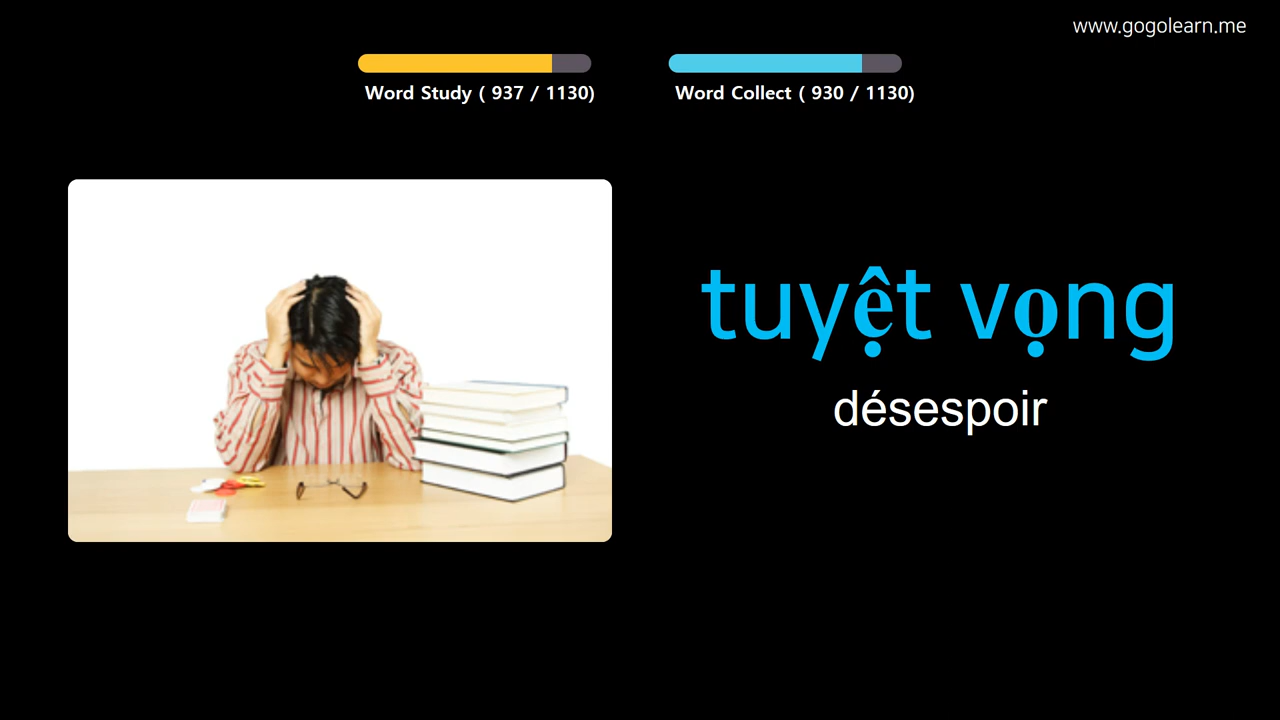 www.gogolearn.me
Word Study ( 937 / 1130)
Word Collect ( 930 / 1130)
tuyệt vọng
désespoir